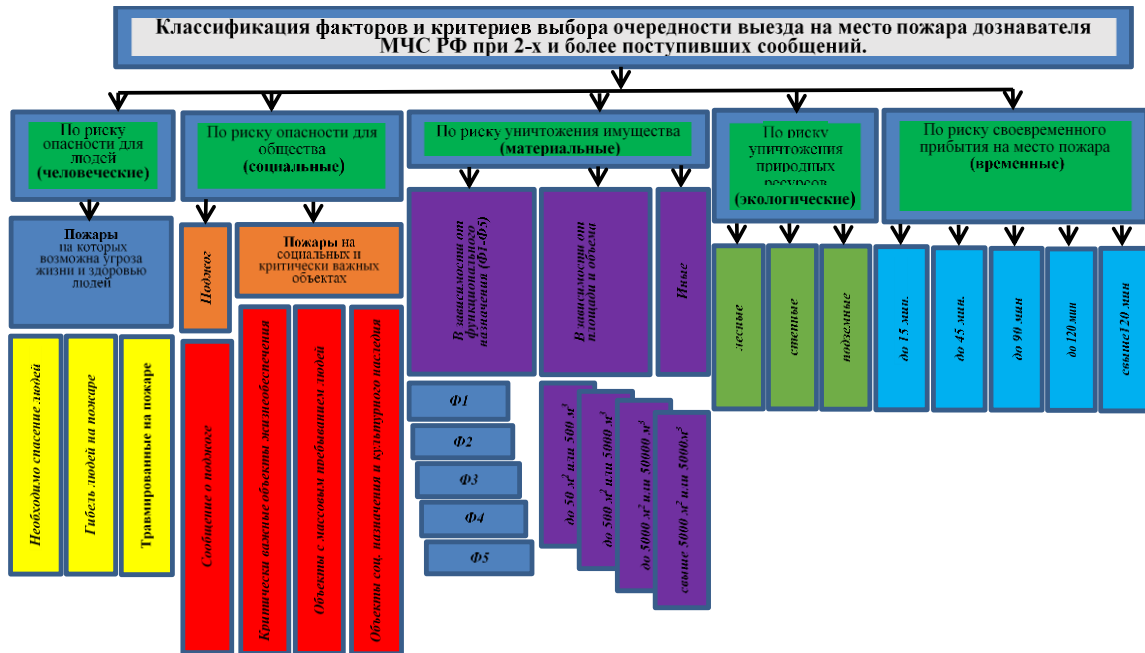 Классификация факторов и критериев выбора очередности выезда на место пожара дознавателя
МЧС РФ при 2-х и более поступивших сообщений.
По риску
опасности для
людей
(человеческие)
По риску опасности для
общества
(социальные)
По риску уничтожения имущества
(материальные)
По риску
уничтожения
природных
ресурсов
(экологические)
По риску своевременного
прибытия на место пожара
(временные)
Пожары
на которых
возможна угроза
жизни и здоровью
людей
Необходимо спасение людей
Гибель людей на пожаре
Травмированные на пожаре
Поджог
Сообщение о поджоге
Пожары на
социальных и
критически важных
объектах
Критически важные объекты жизнеобеспечения
Объекты с массовым пребыванием людей
Объекты соц. назначения и культурного наследия
В зависимости от
функционального
назначения (Ф1-Ф5)
Ф1
Ф2
Ф3
Ф4
Ф5
В зависимости от
площади и объема
до 50 м² или 500 м³
до 500 м² или 5000 м³
до 5000 м² или 50000 м³
свыше 5000 м² или 5000м³
Иные
лесные
степные
подземные
до 15 мин.
до 45 мин.
до 90 мин
до 120 мин
свыше120 мин